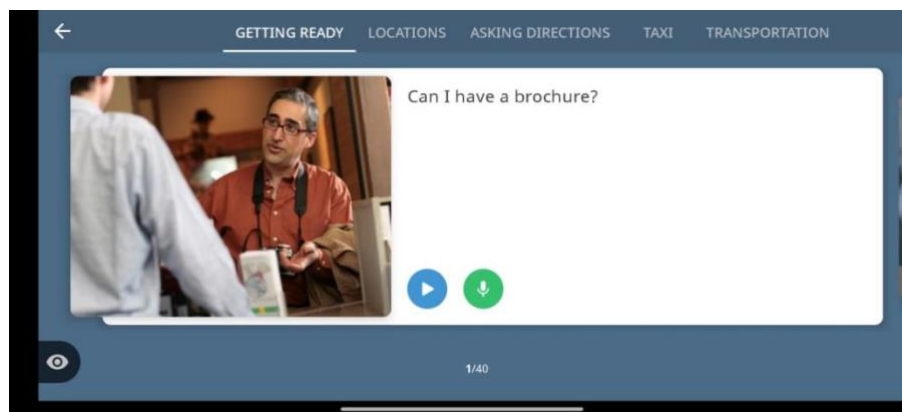 GETTING READY LOCATIONS ASKING DIRECTIONS TAXI TRANSPORTATION
Can I have a brochure?
1/40